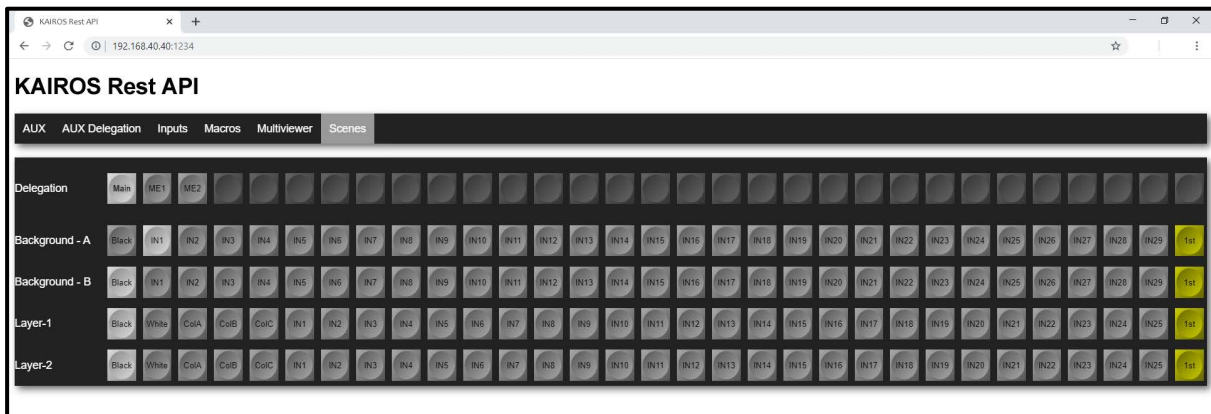 KAIROS Rest API
192.168.40.40:1234
KAIROS Rest API
AUX AUX Delegation Inputs Macros Multiviewer Scenes
Delegation Main ME1 ME2
Background - A Black IN1 IN2 IN3 IN4 IN5 IN6 IN7 IN8 IN9 IN10 IN11 IN12 IN13 IN14 IN15 IN16 IN17 IN18 IN19 IN20 IN21 IN22 IN23 IN24 IN25 IN26 IN27 IN28 IN29 1st
Background - B Black IN1 IN2 IN3 IN4 IN5 IN6 IN7 IN8 IN9 IN10 IN11 IN12 IN13 IN14 IN15 IN16 IN17 IN18 IN19 IN20 IN21 IN22 IN23 IN24 IN25 IN26 IN27 IN28 IN29 1st
Layer-1 Black White ColA ColB ColC IN1 IN2 IN3 IN4 IN5 IN6 IN7 IN8 IN9 IN10 IN11 IN12 IN13 IN14 IN15 IN16 IN17 IN18 IN19 IN20 IN21 IN22 IN23 IN24 IN25 1st
Layer-2 Black White ColA ColB ColC IN1 IN2 IN3 IN4 IN5 IN6 IN7 IN8 IN9 IN10 IN11 IN12 IN13 IN14 IN15 IN16 IN17 IN18 IN19 IN20 IN21 IN22 IN23 IN24 IN25 1st